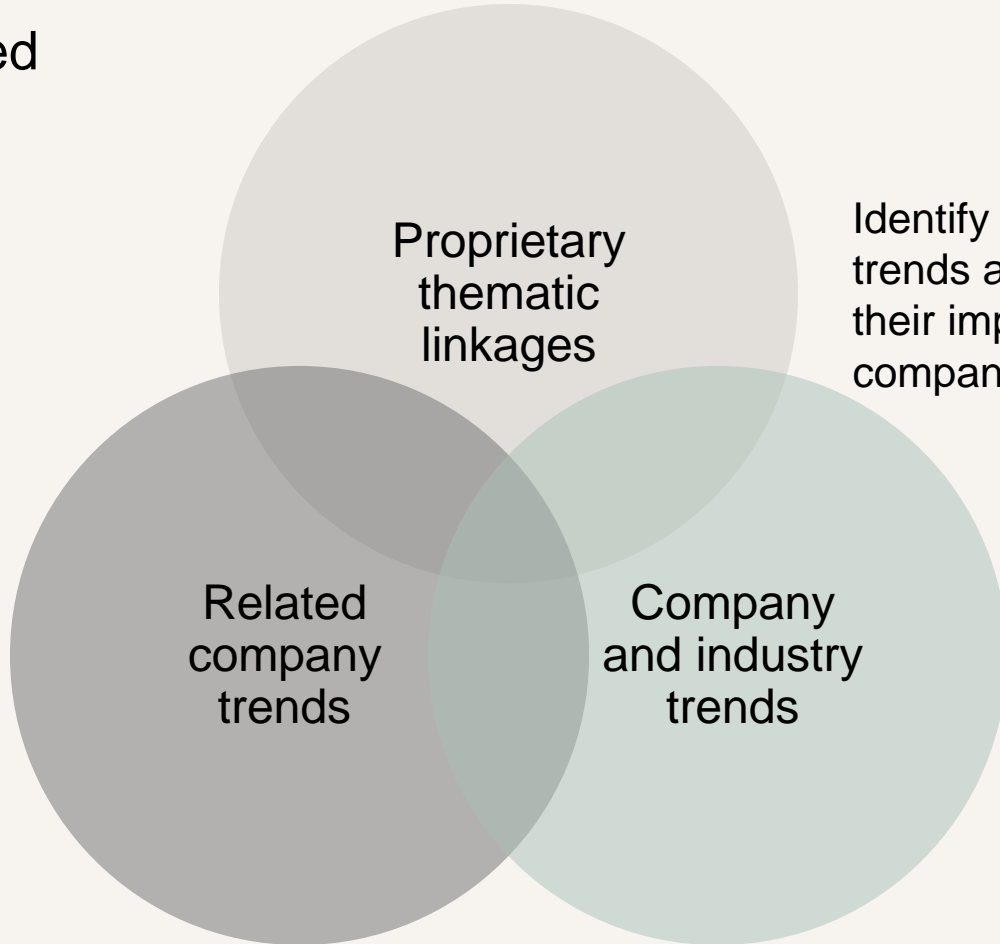 ed
Proprietary
thematic
linkages
Identify
trends a
their imp
compan
Related
company
trends
Company
and industry
trends